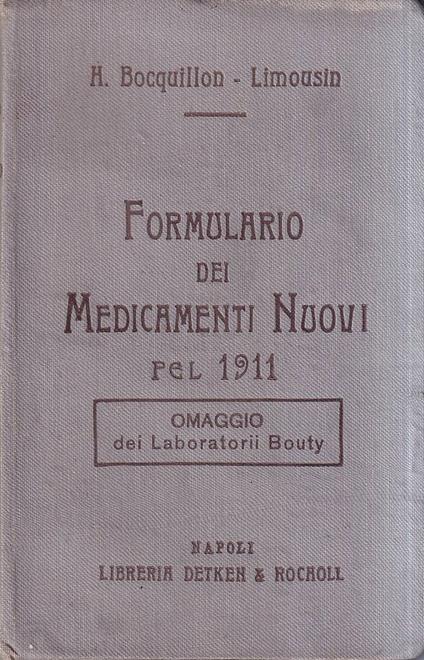 H. Bocquillon - Limousin
FORMULARIO
DEI
MEDICAMENTI NUOVI
PEL 1911
OMAGGIO
dei Laboratorii Bouty
NAPOLI
LIBRERIA DETKEN & ROCHOLL